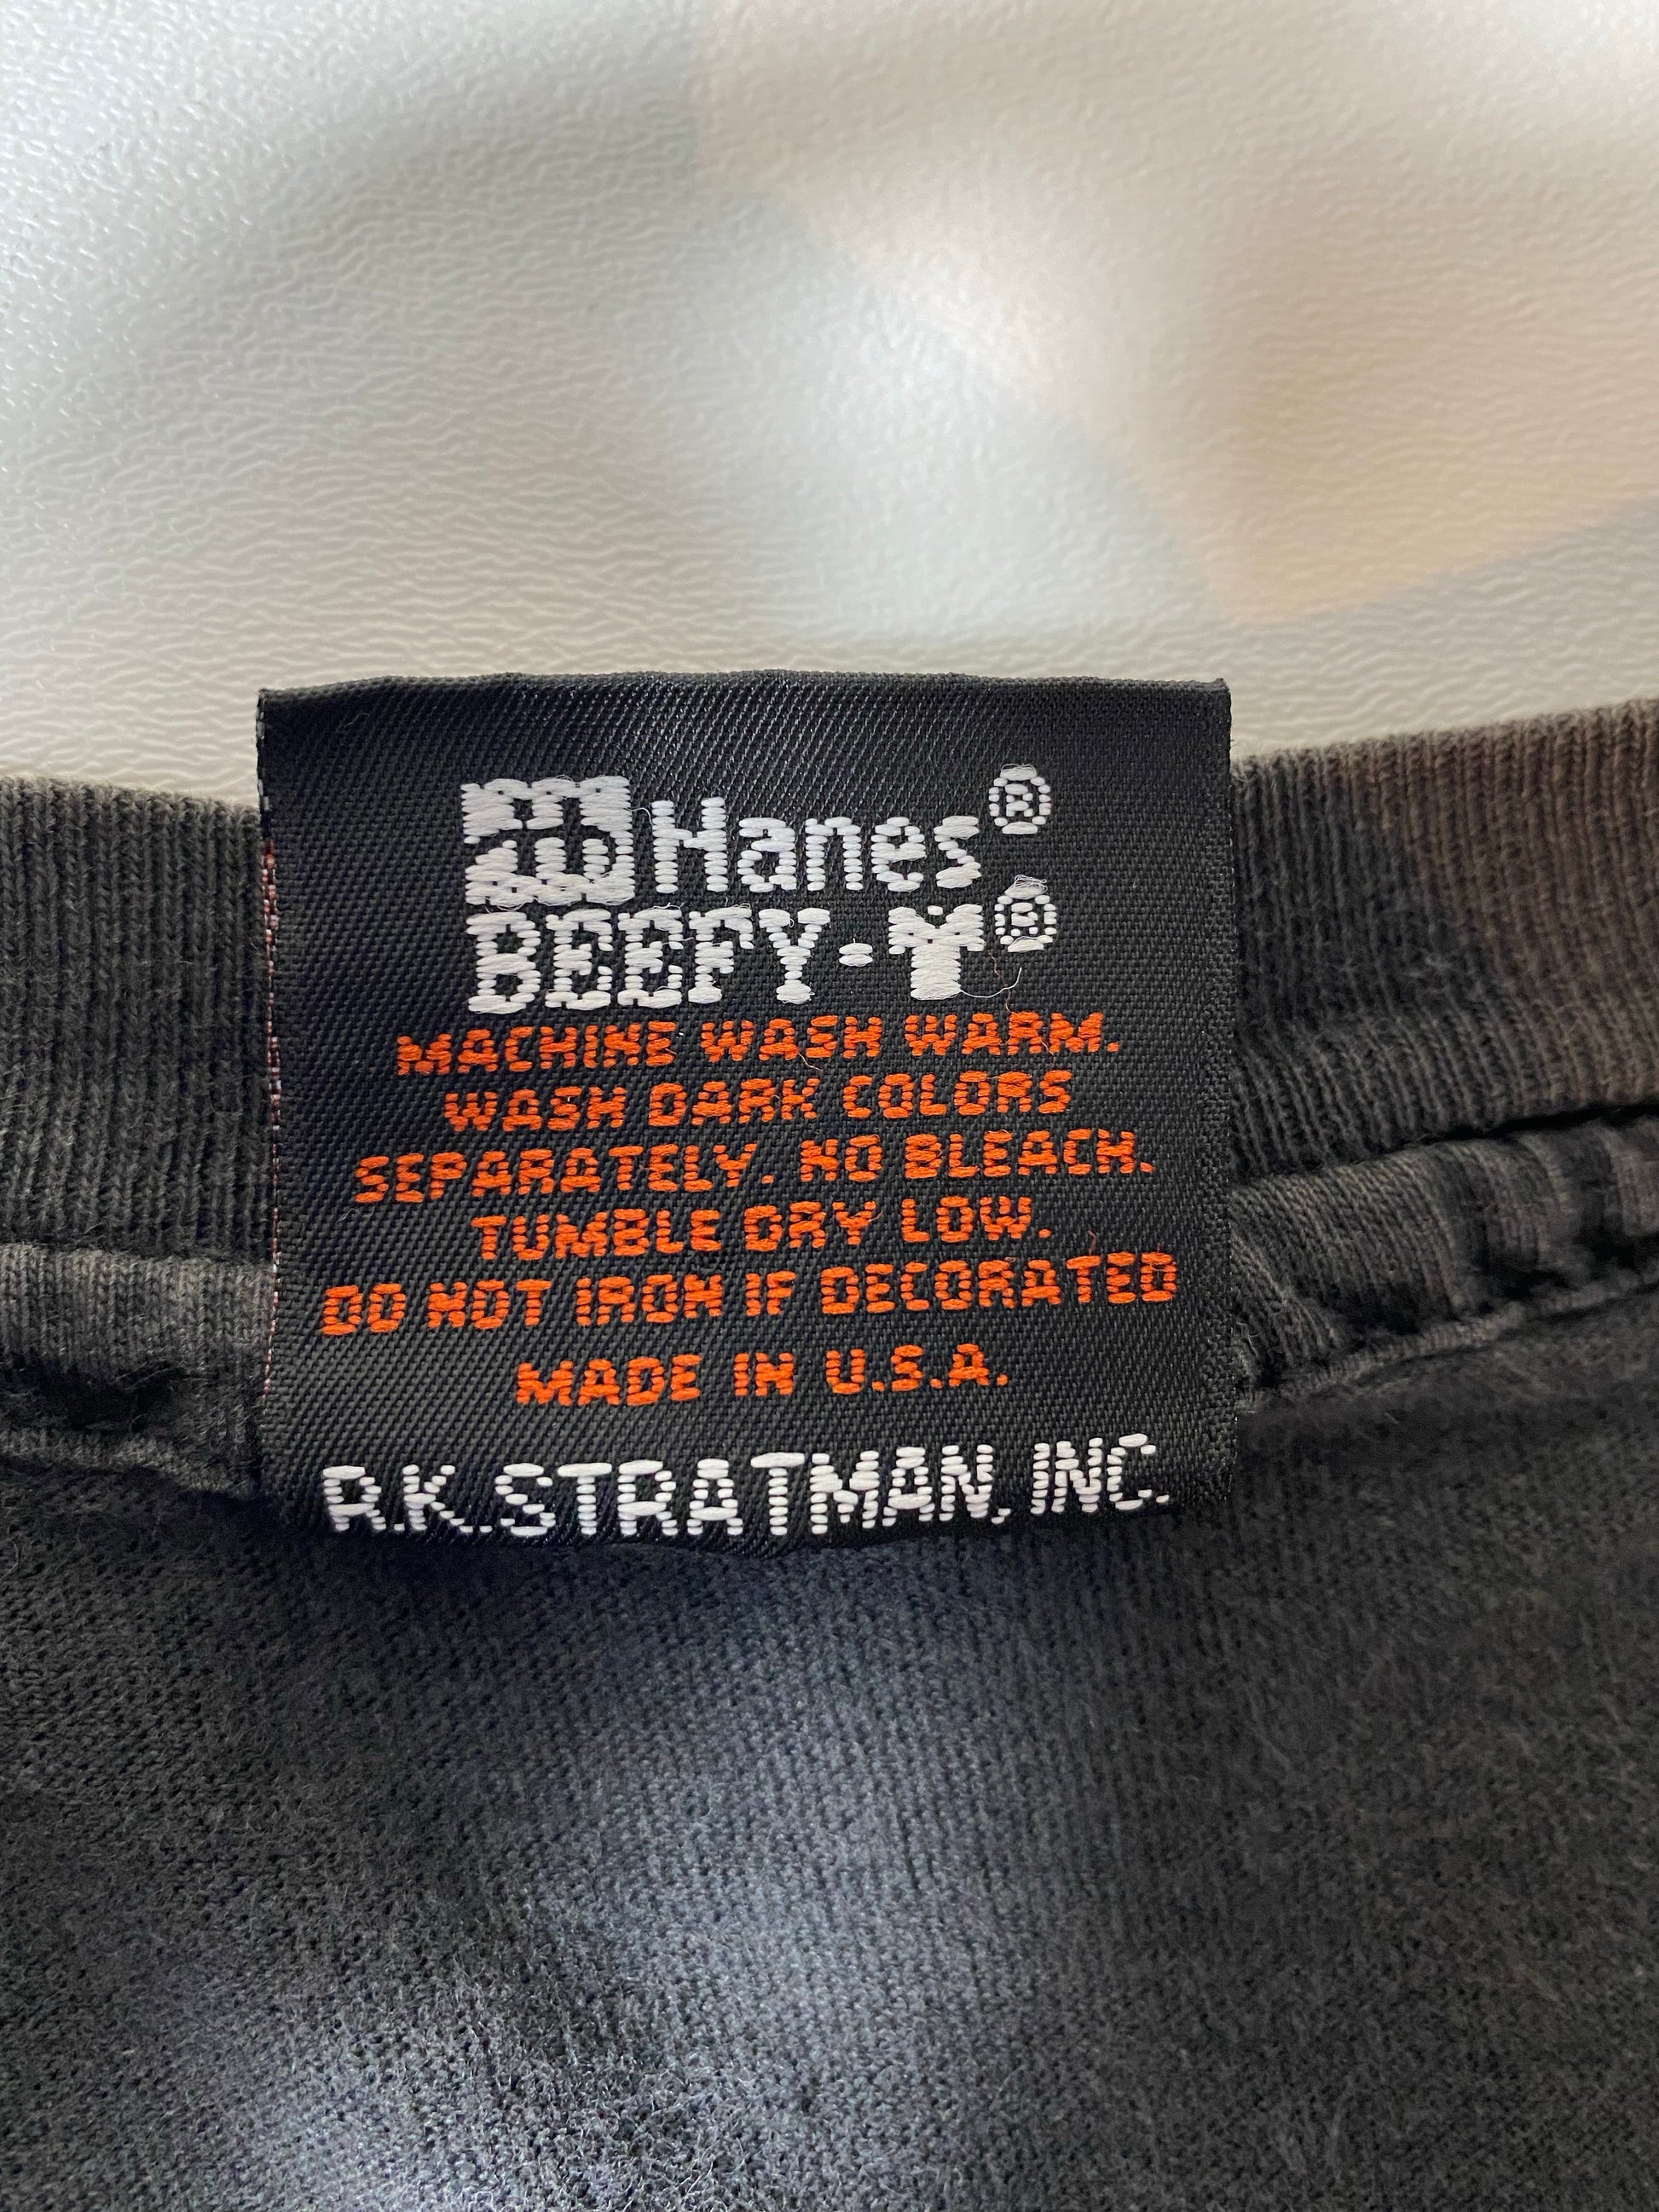 Hanes®
BEEFY-T®
MACHINE WASH WARM.
WASH DARK COLORS
SEPARATELY. NO BLEACH.
TUMBLE DRY LOW.
DO NOT IRON IF DECORATED
MADE IN U.S.A.
R.K.STRATMAN, INC.